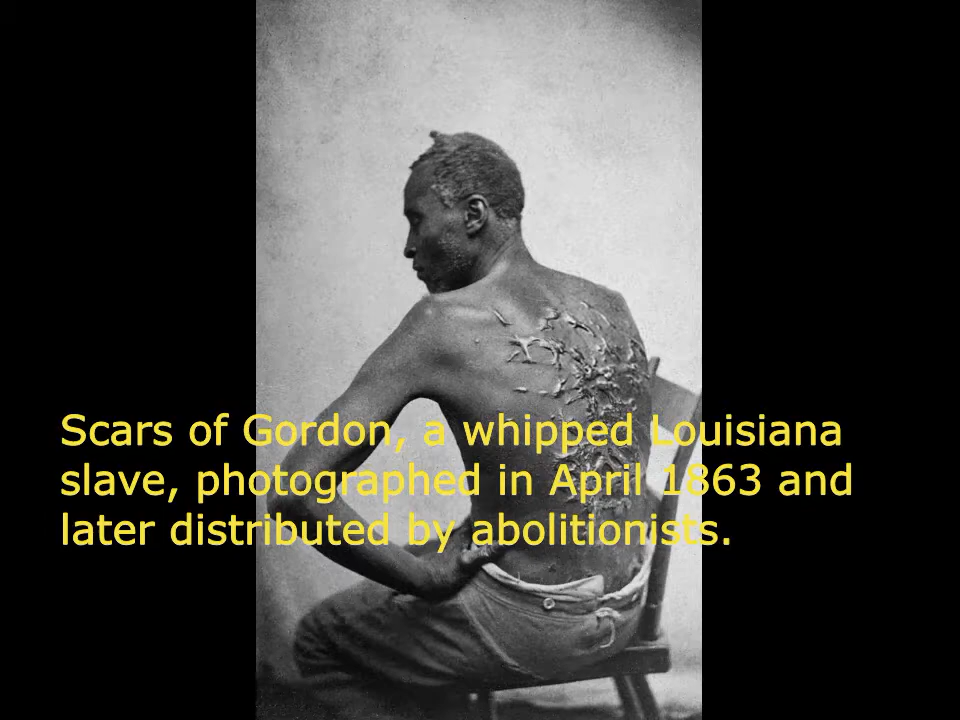 Scars of Gordon, a whipped Louisiana
slave, photographed in April 1863 and
later distributed by abolitionists.